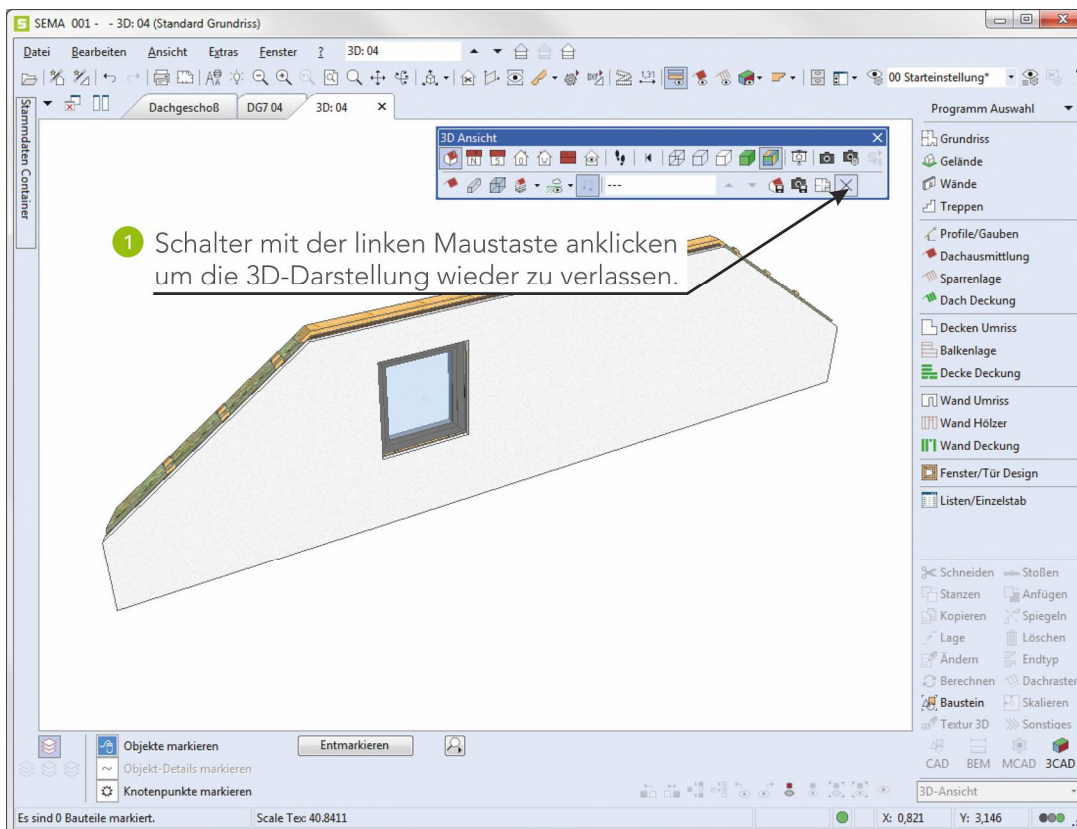 SEMA 001 - - 3D: 04 (Standard Grundriss)
Datei Bearbeiten Ansicht Extras Fenster ? 3D: 04
00 Starteinstellung*
Stammdaten Container
Dachgeschoß DG7 04 3D: 04
Programm Auswahl
3D Ansicht
N S
---
1 Schalter mit der linken Maustaste anklicken
um die 3D-Darstellung wieder zu verlassen.
Grundriss
Gelände
Wände
Treppen
Profile/Gauben
Dachausmittlung
Sparrenlage
Dach Deckung
Decken Umriss
Balkenlage
Decke Deckung
Wand Umriss
Wand Hölzer
Wand Deckung
Fenster/Tür Design
Listen/Einzelstab
Schneiden Stoßen
Stanzen Anfügen
Kopieren Spiegeln
Lage Löschen
Ändern Endtyp
Berechnen Dachraster
Baustein Skalieren
Textur 3D Sonstiges
CAD BEM MCAD 3CAD
3D-Ansicht
Objekte markieren Entmarkieren
Objekt-Details markieren
Knotenpunkte markieren
Es sind 0 Bauteile markiert. Scale Tex: 40.8411 X: 0,821 Y: 3,146